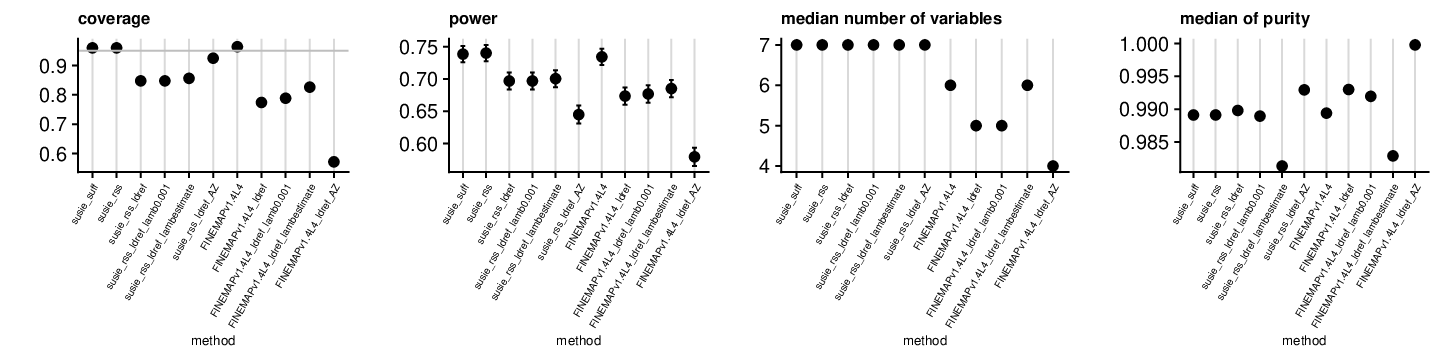 coverage
0.9
0.8
0.7
0.6
susie_suff
susie_rss
susie_rss_ldref
susie_rss_ldref_lamb0.001
susie_rss_ldref_lambestimate
susie_rss_ldref_AZ
FINEMAPv1.4L4
FINEMAPv1.4L4_ldref
FINEMAPv1.4L4_ldref_lamb0.001
FINEMAPv1.4L4_ldref_lambestimate
FINEMAPv1.4L4_ldref_AZ
method
power
0.75
0.70
0.65
0.60
susie_suff
susie_rss
susie_rss_ldref
susie_rss_ldref_lamb0.001
susie_rss_ldref_lambestimate
susie_rss_ldref_AZ
FINEMAPv1.4L4
FINEMAPv1.4L4_ldref
FINEMAPv1.4L4_ldref_lamb0.001
FINEMAPv1.4L4_ldref_lambestimate
FINEMAPv1.4L4_ldref_AZ
method
median number of variables
7
6
5
4
susie_suff
susie_rss
susie_rss_ldref
susie_rss_ldref_lamb0.001
susie_rss_ldref_lambestimate
susie_rss_ldref_AZ
FINEMAPv1.4L4
FINEMAPv1.4L4_ldref
FINEMAPv1.4L4_ldref_lamb0.001
FINEMAPv1.4L4_ldref_lambestimate
FINEMAPv1.4L4_ldref_AZ
method
median of purity
1.000
0.995
0.990
0.985
susie_suff
susie_rss
susie_rss_ldref
susie_rss_ldref_lamb0.001
susie_rss_ldref_lambestimate
susie_rss_ldref_AZ
FINEMAPv1.4L4
FINEMAPv1.4L4_ldref
FINEMAPv1.4L4_ldref_lamb0.001
FINEMAPv1.4L4_ldref_lambestimate
FINEMAPv1.4L4_ldref_AZ
method